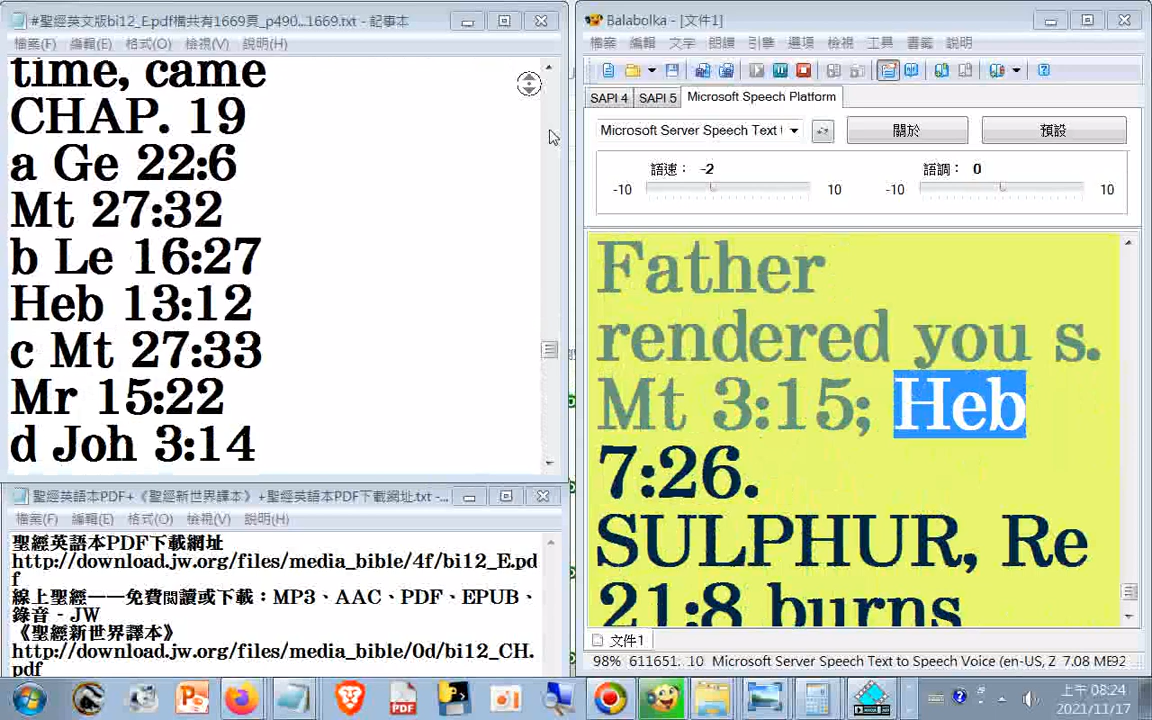 #聖經英文版bi12_E.pdf橫共有1669頁_p490...1669.txt - 記事本
檔案(F) 編輯(E) 格式(O) 檢視(V) 說明(H)
time, came
CHAP. 19
a Ge 22:6
Mt 27:32
b Le 16:27
Heb 13:12
c Mt 27:33
Mr 15:22
d Joh 3:14
聖經英語本PDF+《聖經新世界譯本》+聖經英語本PDF下載網址.txt -...
檔案(F) 編輯(E) 格式(O) 檢視(V) 說明(H)
聖經英語本PDF下載網址
http://download.jw.org/files/media_bible/4f/bi12_E.pd
f
線上聖經——免費閱讀或下載：MP3、AAC、PDF、EPUB、
錄音 - JW
《聖經新世界譯本》
http://download.jw.org/files/media_bible/0d/bi12_CH.
pdf
Balabolka - [文件1]
檔案 編輯 文字 朗讀 引擎 選項 檢視 工具 書籤 說明
SAPI 4 SAPI 5 Microsoft Speech Platform
Microsoft Server Speech Text 關於 預設
語速： -2 語調： 0
-10 10 -10 10
Father
rendered you s.
Mt 3:15; Heb
7:26.
SULPHUR, Re
21:8 burns
文件1
98% 611651. 10 Microsoft Server Speech Text to Speech Voice (en-US, Z 7.08 ME92
PDF
上午 08:24
2021/11/17